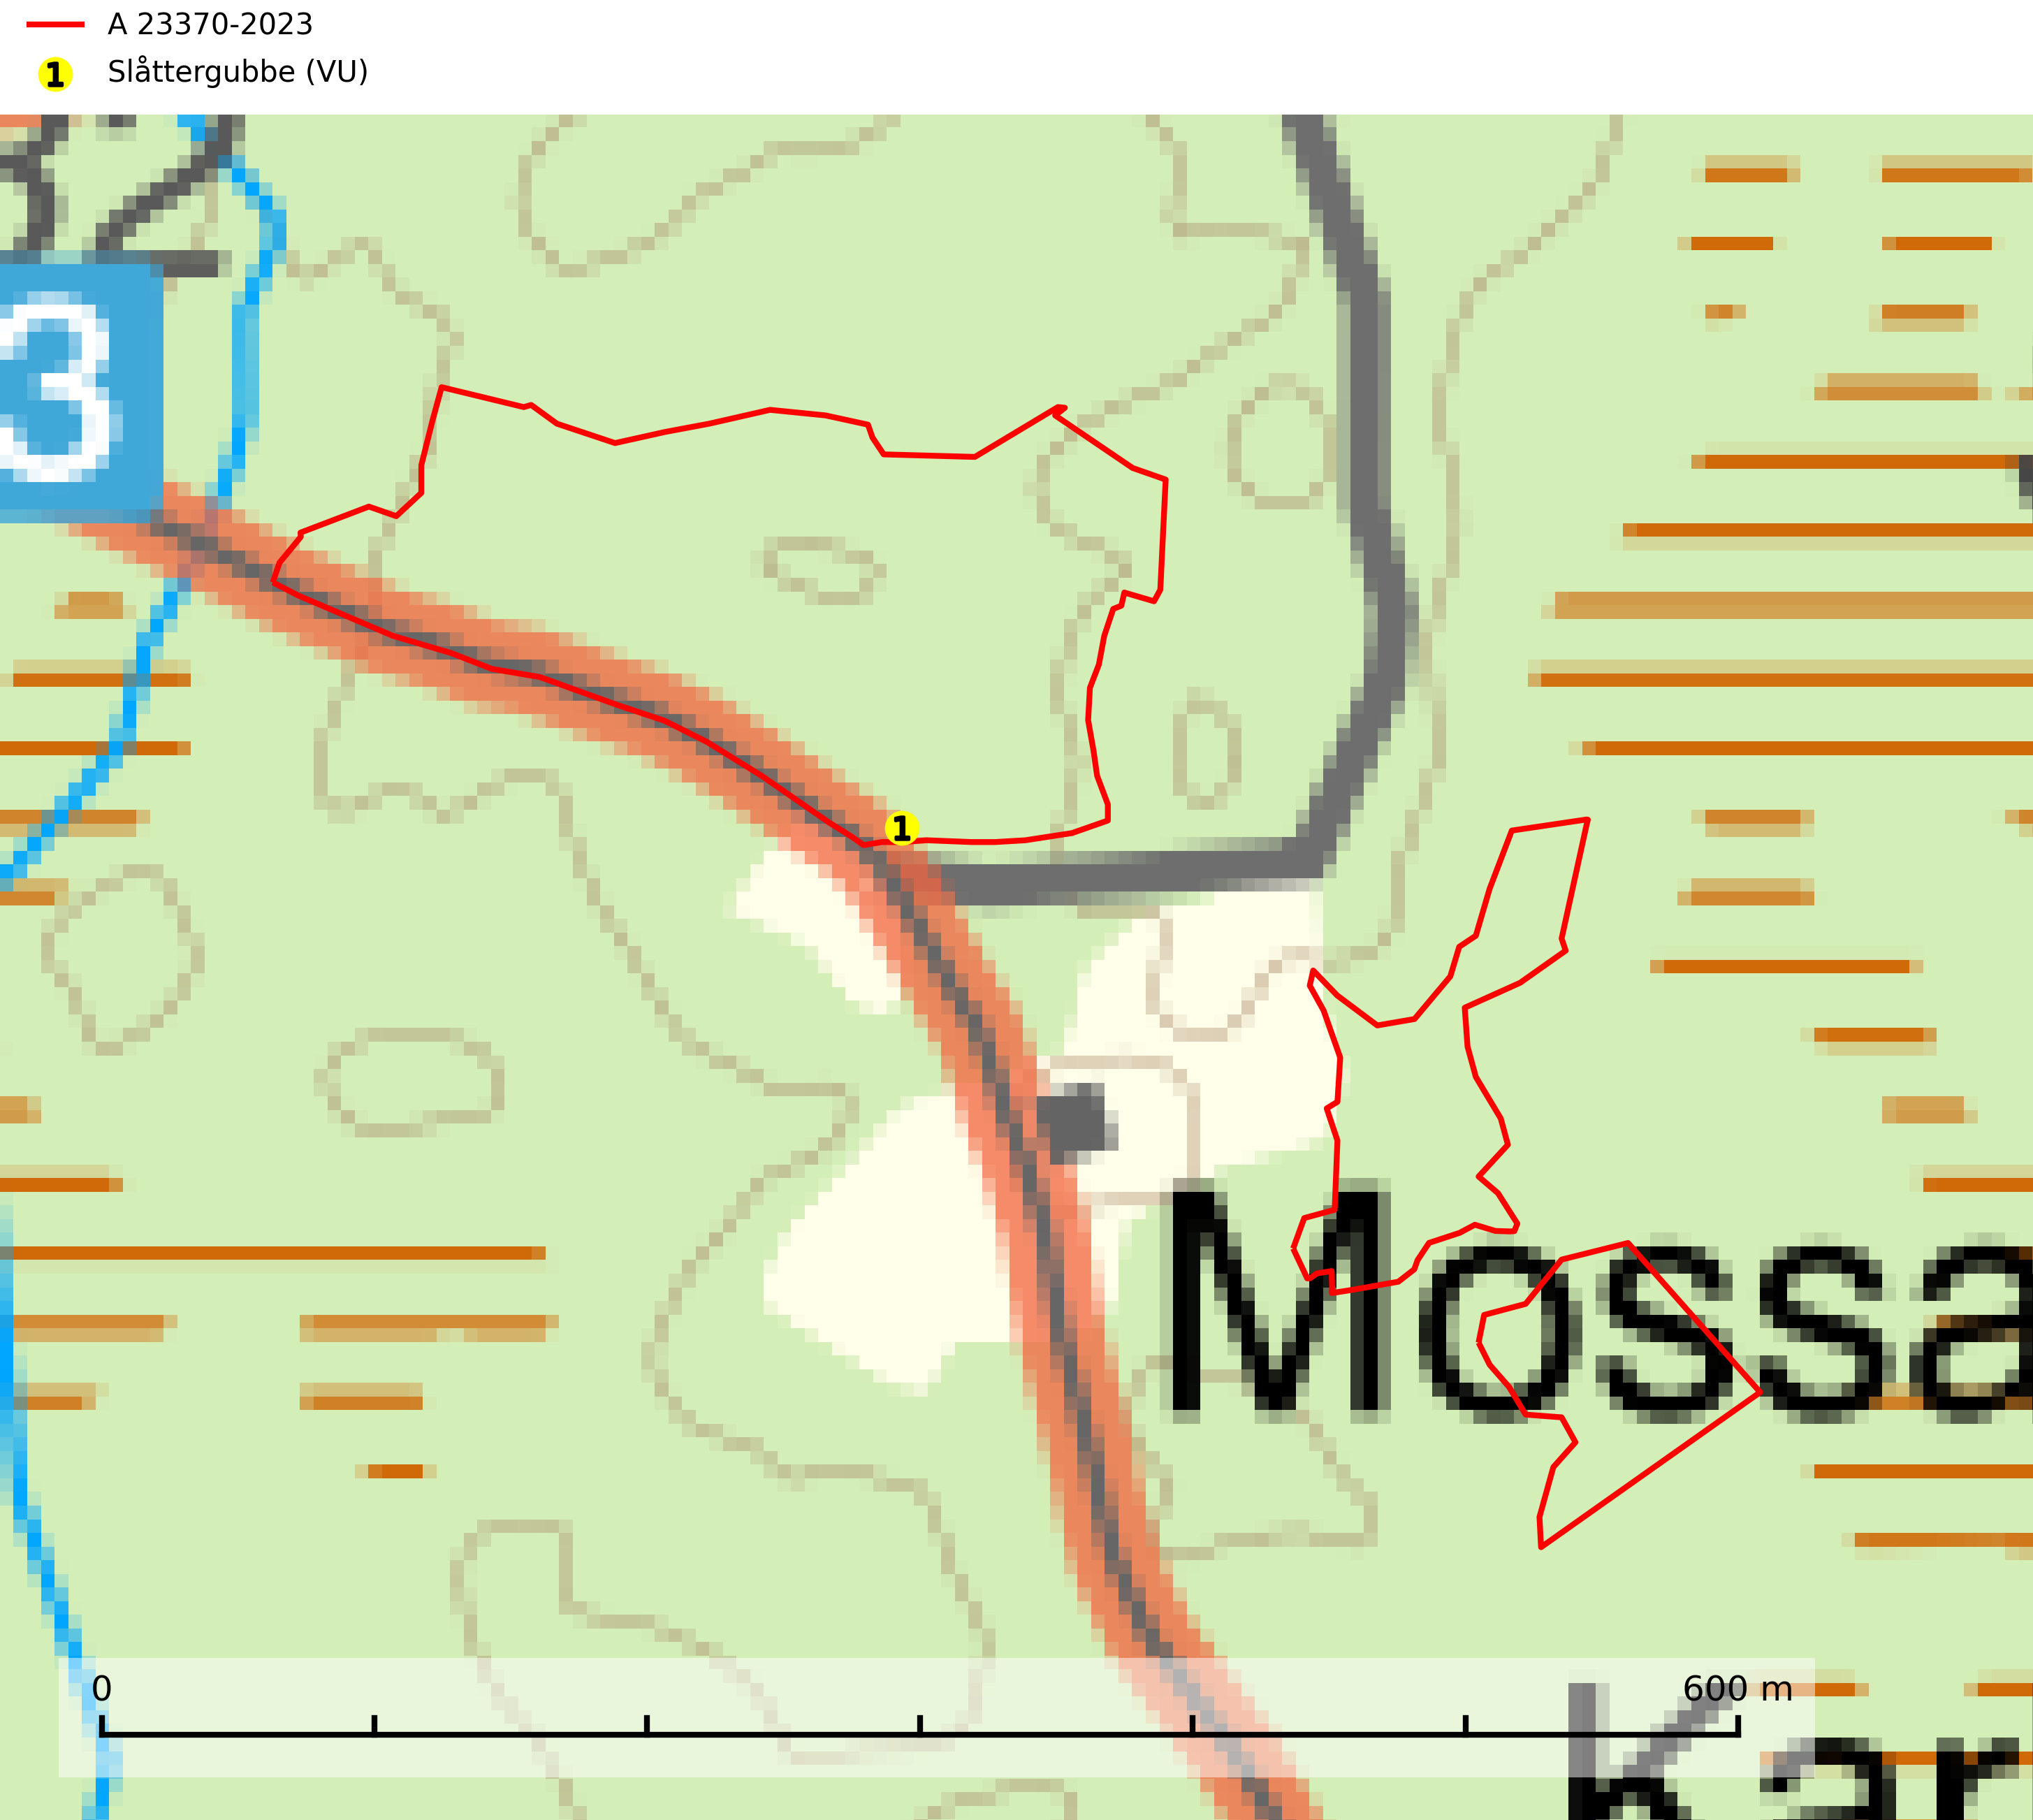 A 23370-2023
1 Slåttergubbe (VU)
3
1
Mossa
0 600 m